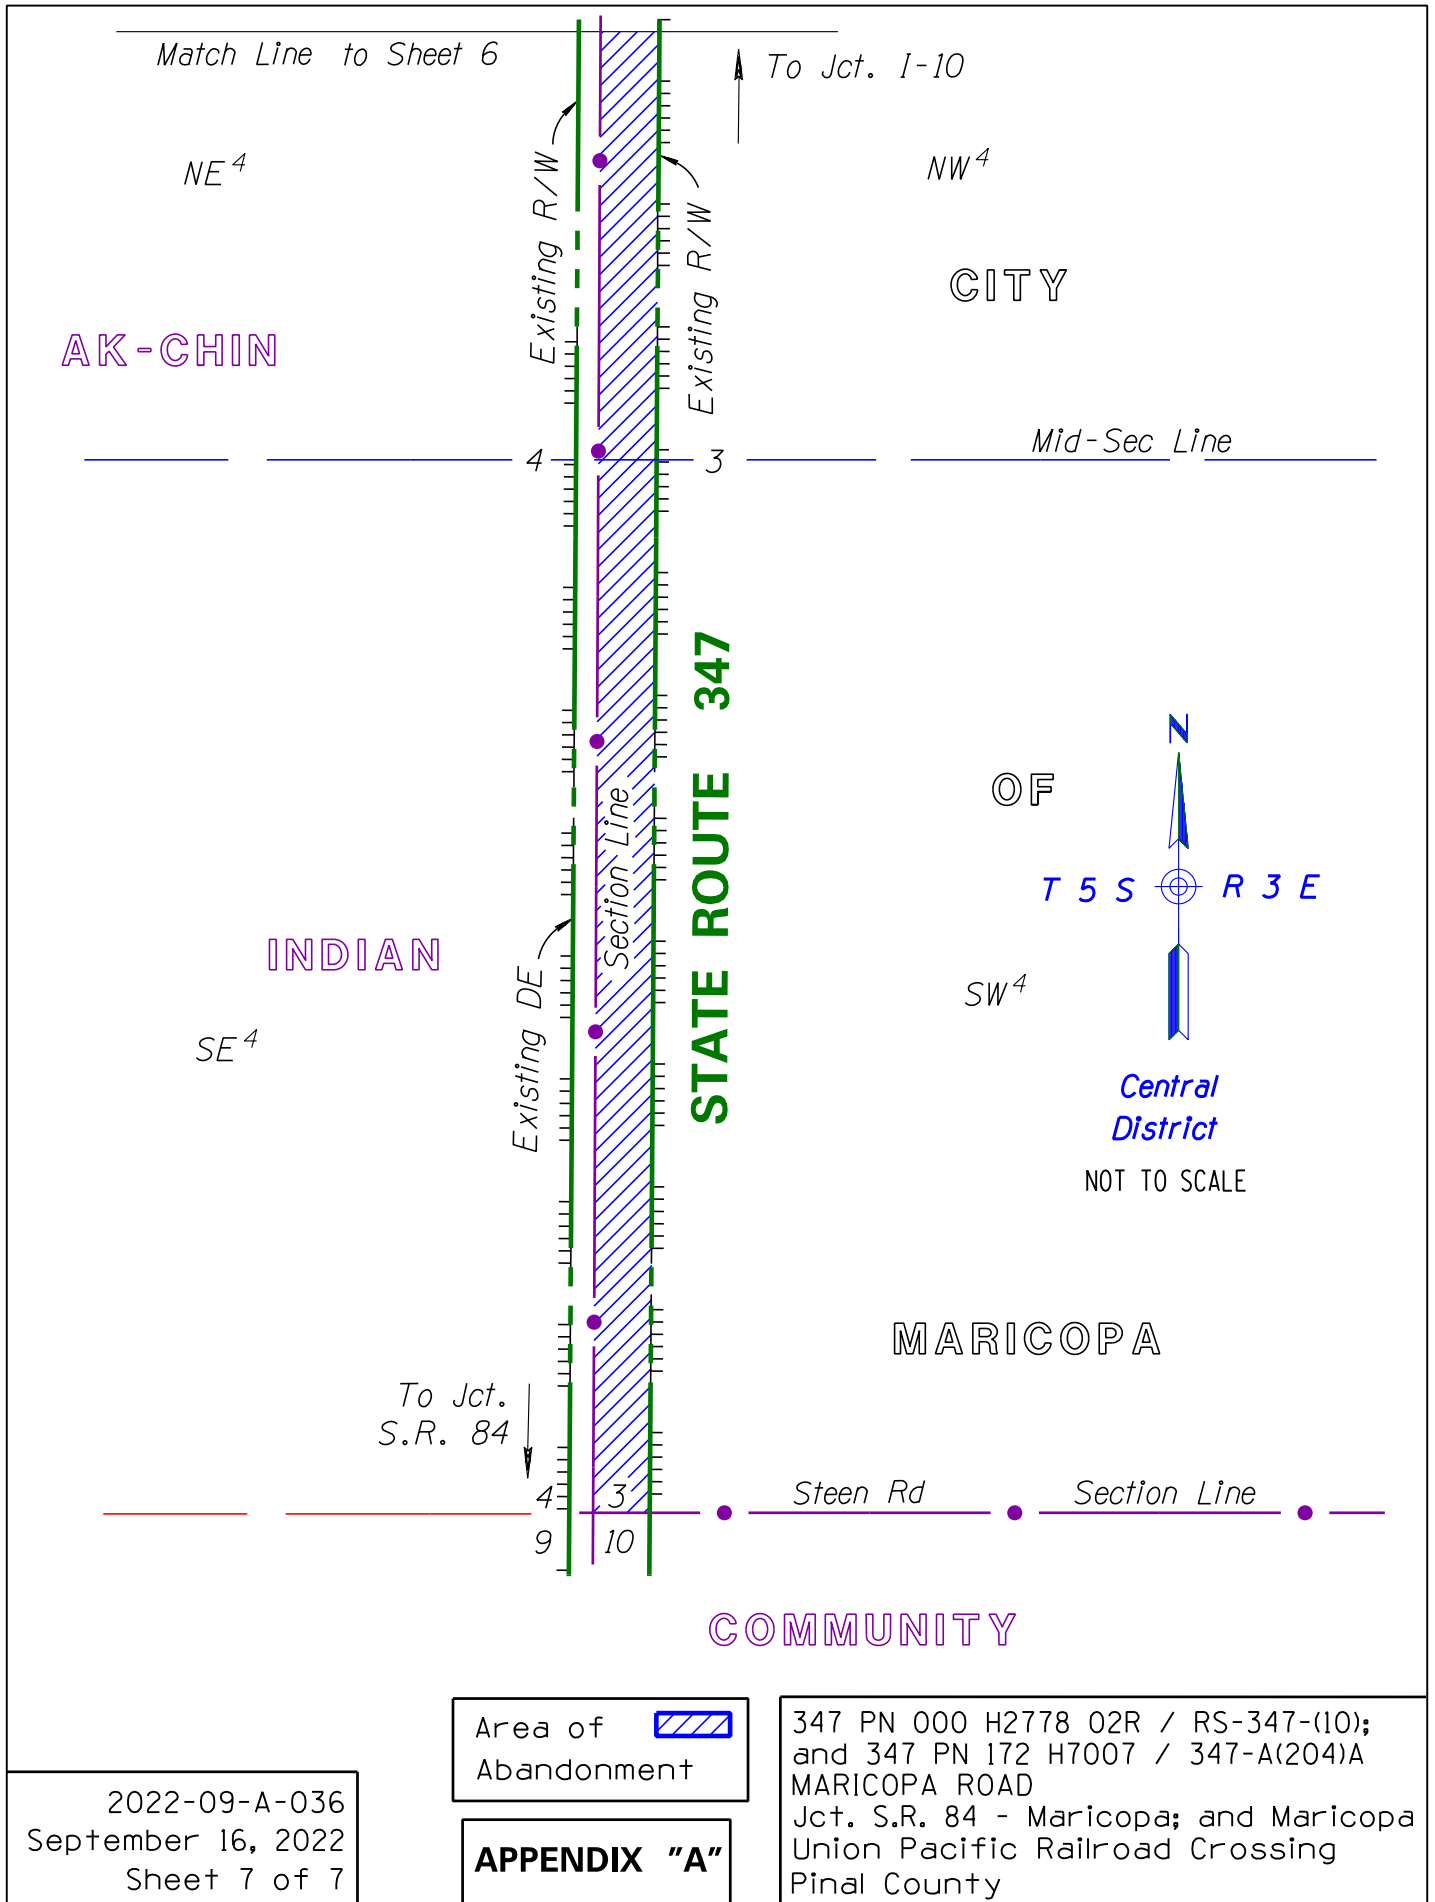 Match Line to Sheet 6
To Jct. I-10
NE 4
NW 4
Existing R/W
Existing R/W
CITY
AK-CHIN
Mid-Sec Line
4
3
STATE ROUTE 347
N
OF
Section Line
T 5 S
R 3 E
INDIAN
Existing DE
SW 4
SE 4
Central
District
NOT TO SCALE
MARICOPA
To Jct.
S.R. 84
4
3
Steen Rd
Section Line
9
10
COMMUNITY
Area of
Abandonment
347 PN 000 H2778 02R / RS-347-(10);
and 347 PN 172 H7007 / 347-A(204)A
MARICOPA ROAD
Jct. S.R. 84 - Maricopa; and Maricopa
Union Pacific Railroad Crossing
Pinal County
2022-09-A-036
September 16, 2022
Sheet 7 of 7
APPENDIX "A"